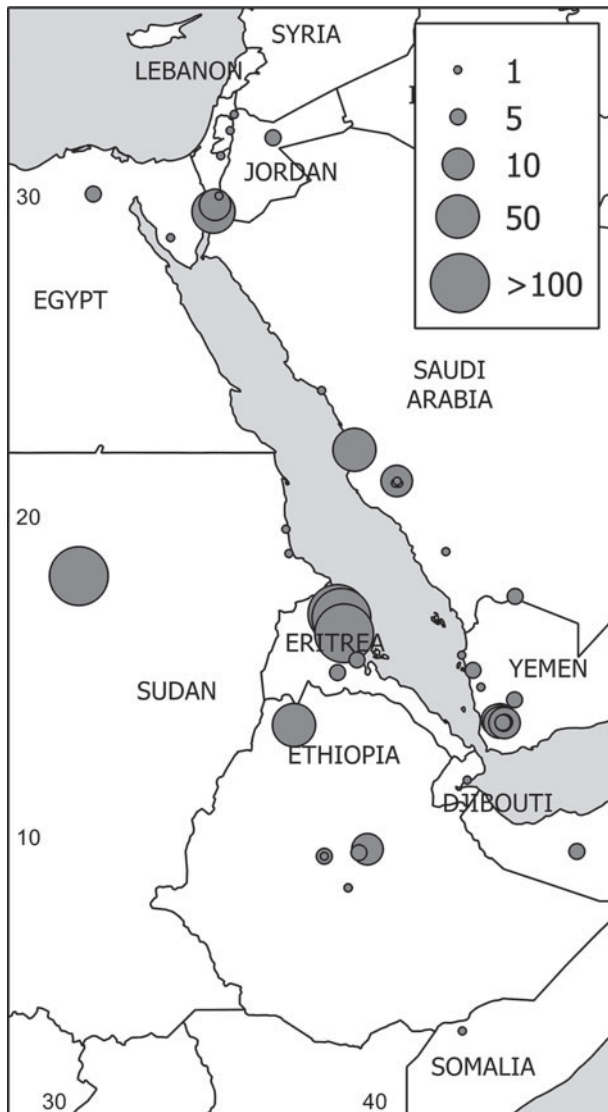 SYRIA
LEBANON
1
5
JORDAN
10
30
50
EGYPT
>100
SAUDI
ARABIA
20
ERITREA
YEMEN
SUDAN
ETHIOPIA
DJIBOUTI
10
SOMALIA
30
40